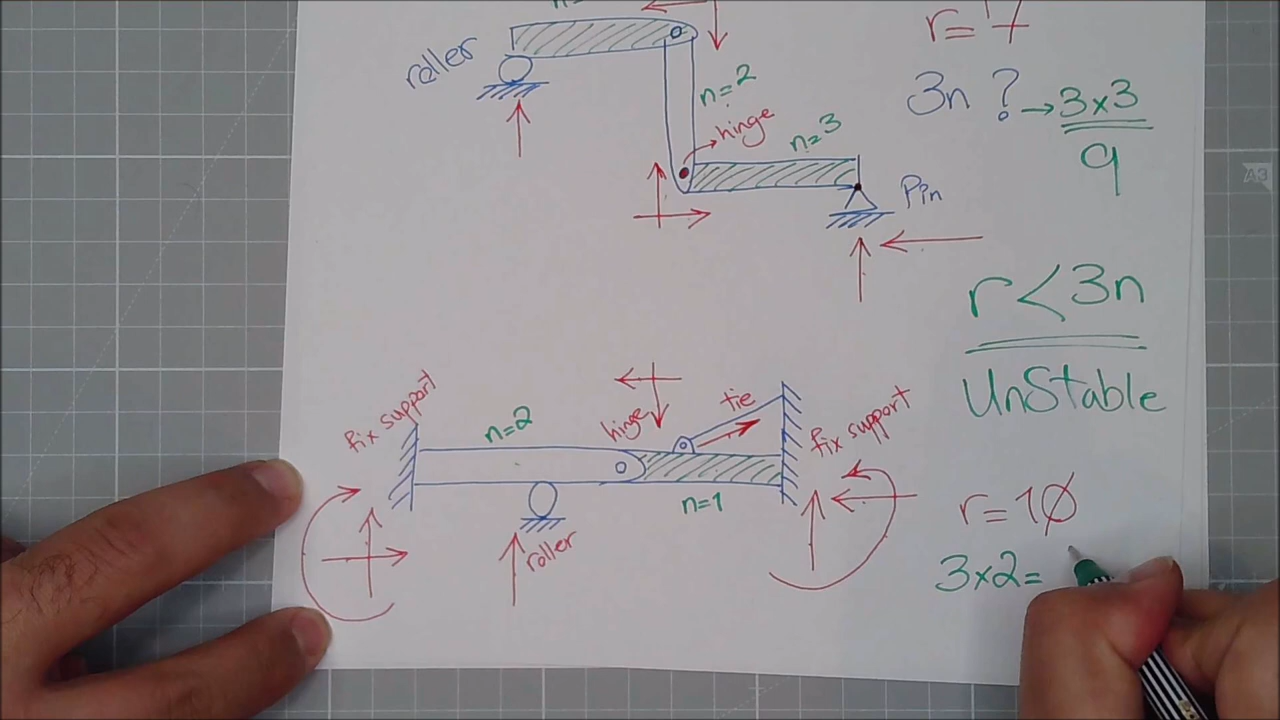 n=
r=7
roller
3n ? → 3×3
9
n=2
hinge
n=3
A3
Pin
r<3n
UnStable
fix support
n=2
hinge
tie
fix support
n=1
roller
r=10
3×2=